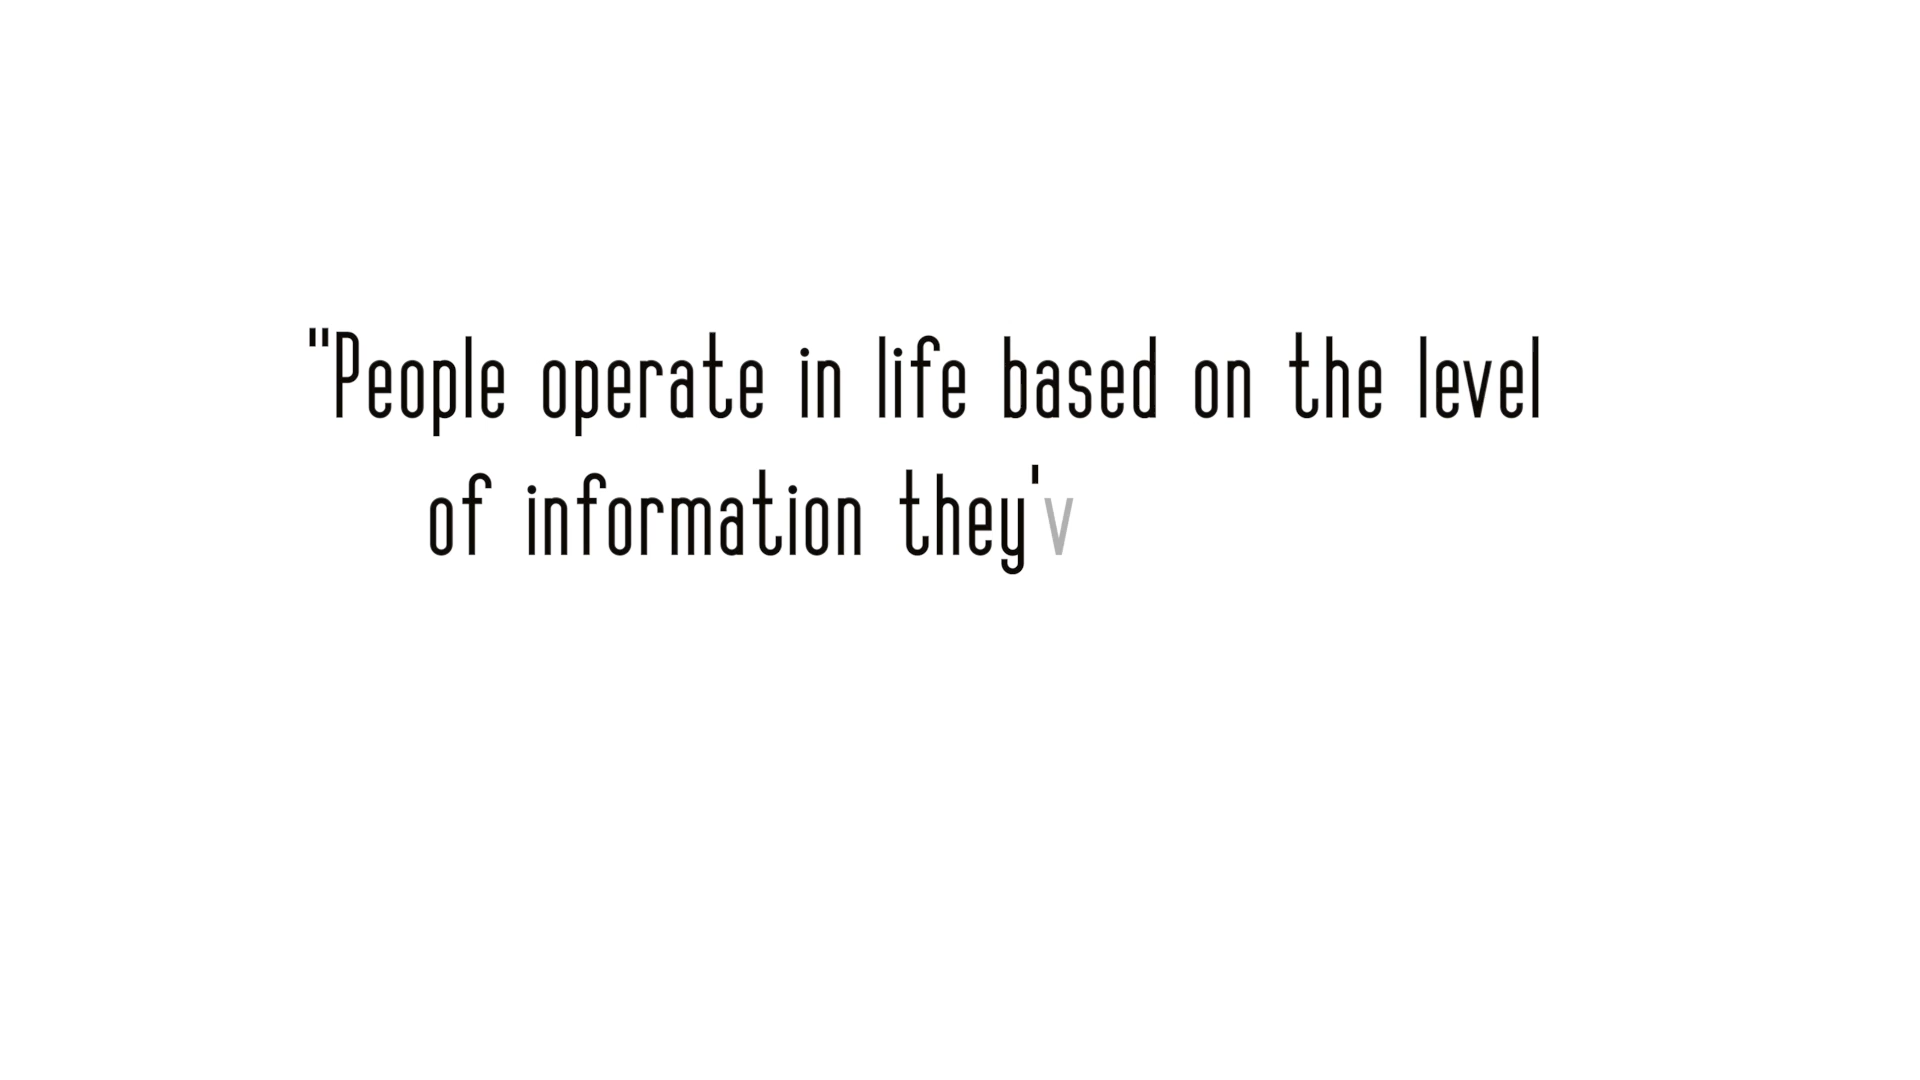 "People operate in life based on the level
of information they'v